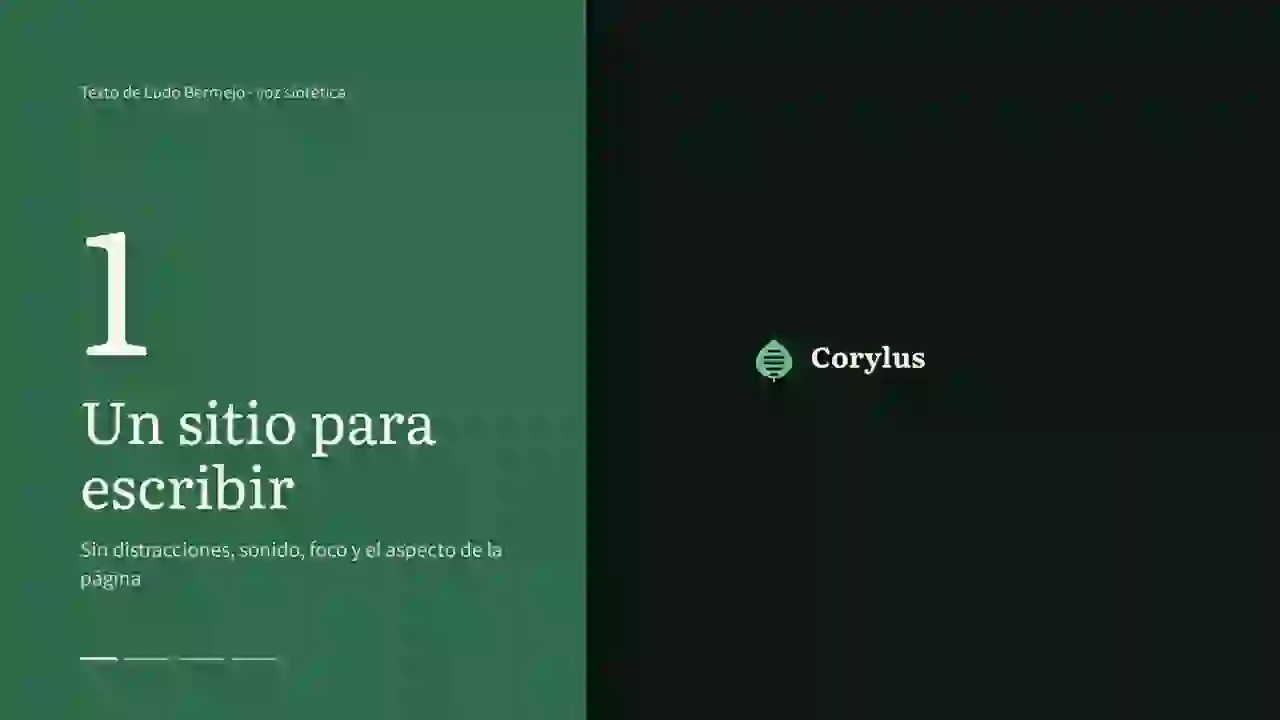 Texto de Ludo Bermejo · voz sintética
1
Un sitio para
escribir
Sin distracciones, sonido, foco y el aspecto de la
página
Corylus